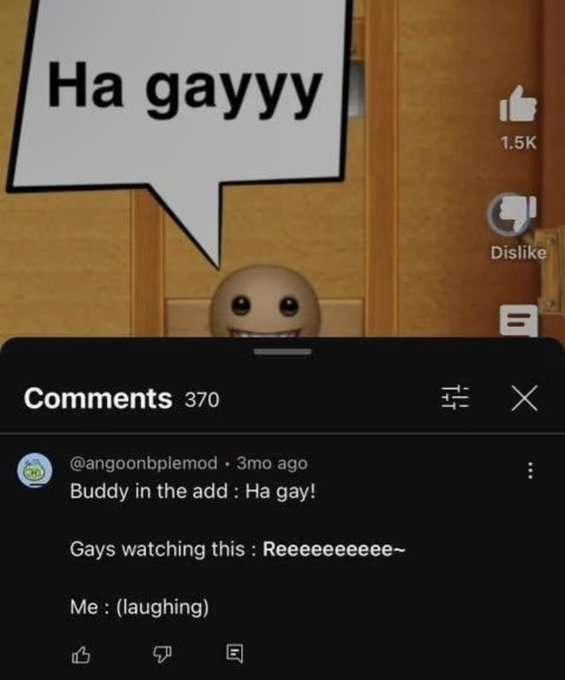 Ha gayyy
1.5K
Dislike
Comments 370
@angoonbplemod • 3mo ago
Buddy in the add : Ha gay!
Gays watching this : Reeeeeeeeee~
Me : (laughing)